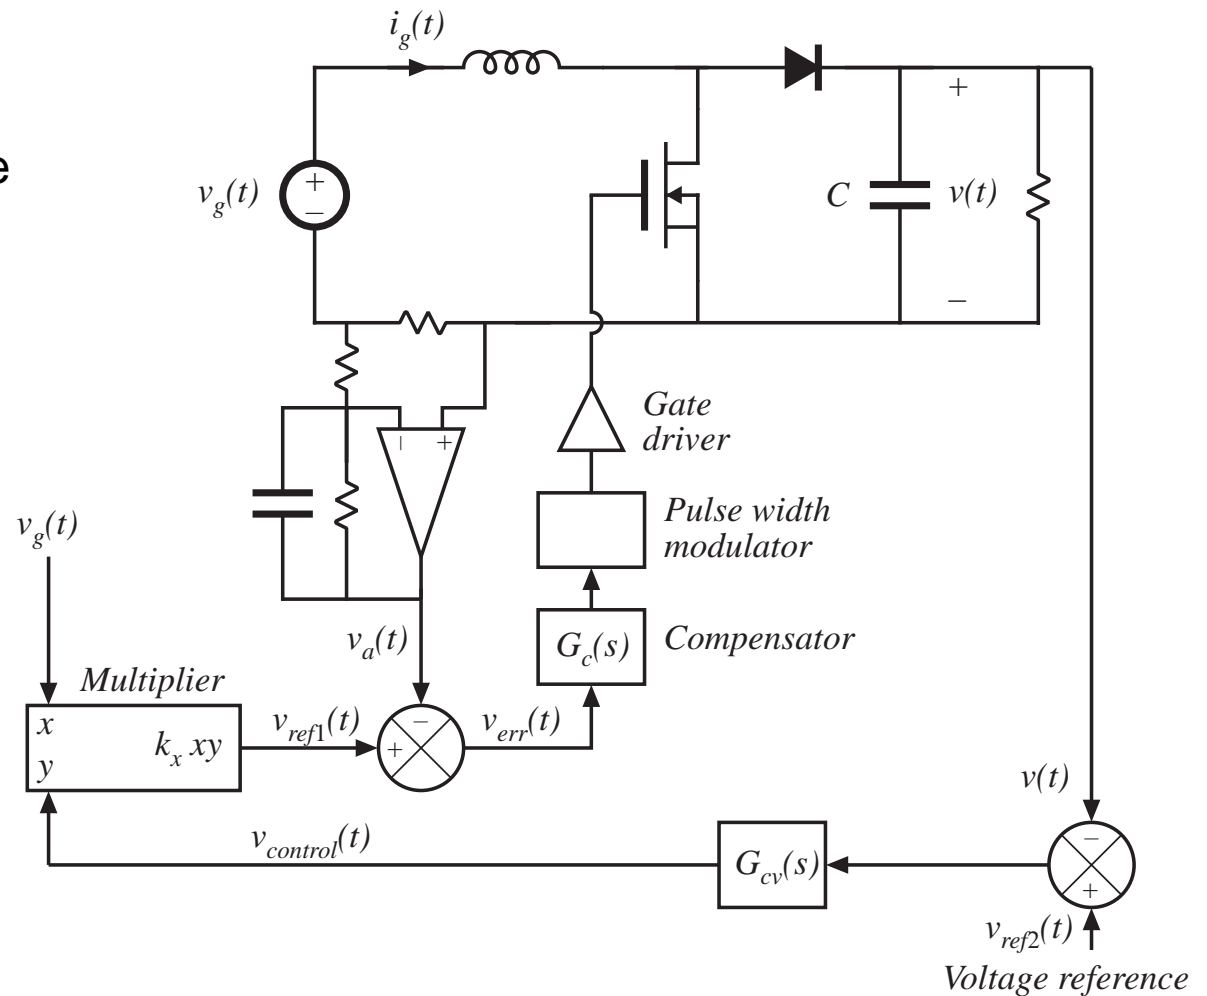 i_g(t)
e
v_g(t)
+
–
+
C
v(t)
–
Gate
driver
–
+
Pulse width
modulator
v_g(t)
G_c(s)
Compensator
v_a(t)
Multiplier
x
y
k_x xy
v_ref1(t)
–
+
v_err(t)
v(t)
v_control(t)
G_cv(s)
–
+
v_ref2(t)
Voltage reference